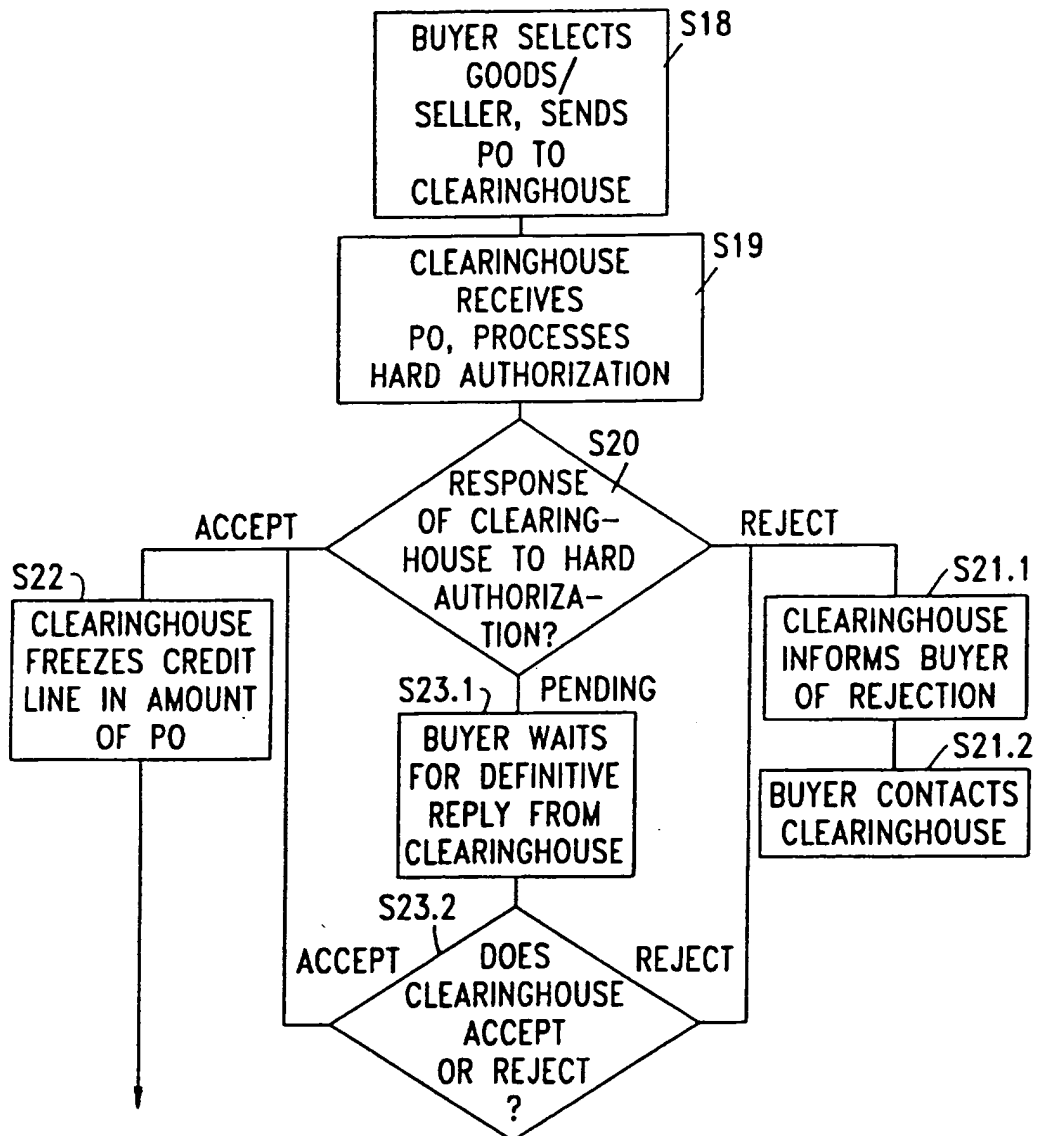 BUYER SELECTS
GOODS/
SELLER, SENDS
PO TO
CLEARINGHOUSE
S18
CLEARINGHOUSE
RECEIVES
PO, PROCESSES
HARD AUTHORIZATION
S19
S20
RESPONSE
OF CLEARING-
HOUSE TO HARD
AUTHORIZA-
TION?
ACCEPT
REJECT
S22
CLEARINGHOUSE
FREEZES CREDIT
LINE IN AMOUNT
OF PO
S21.1
CLEARINGHOUSE
INFORMS BUYER
OF REJECTION
S23.1
PENDING
BUYER WAITS
FOR DEFINITIVE
REPLY FROM
CLEARINGHOUSE
S21.2
BUYER CONTACTS
CLEARINGHOUSE
S23.2
ACCEPT
REJECT
DOES
CLEARINGHOUSE
ACCEPT
OR REJECT
?